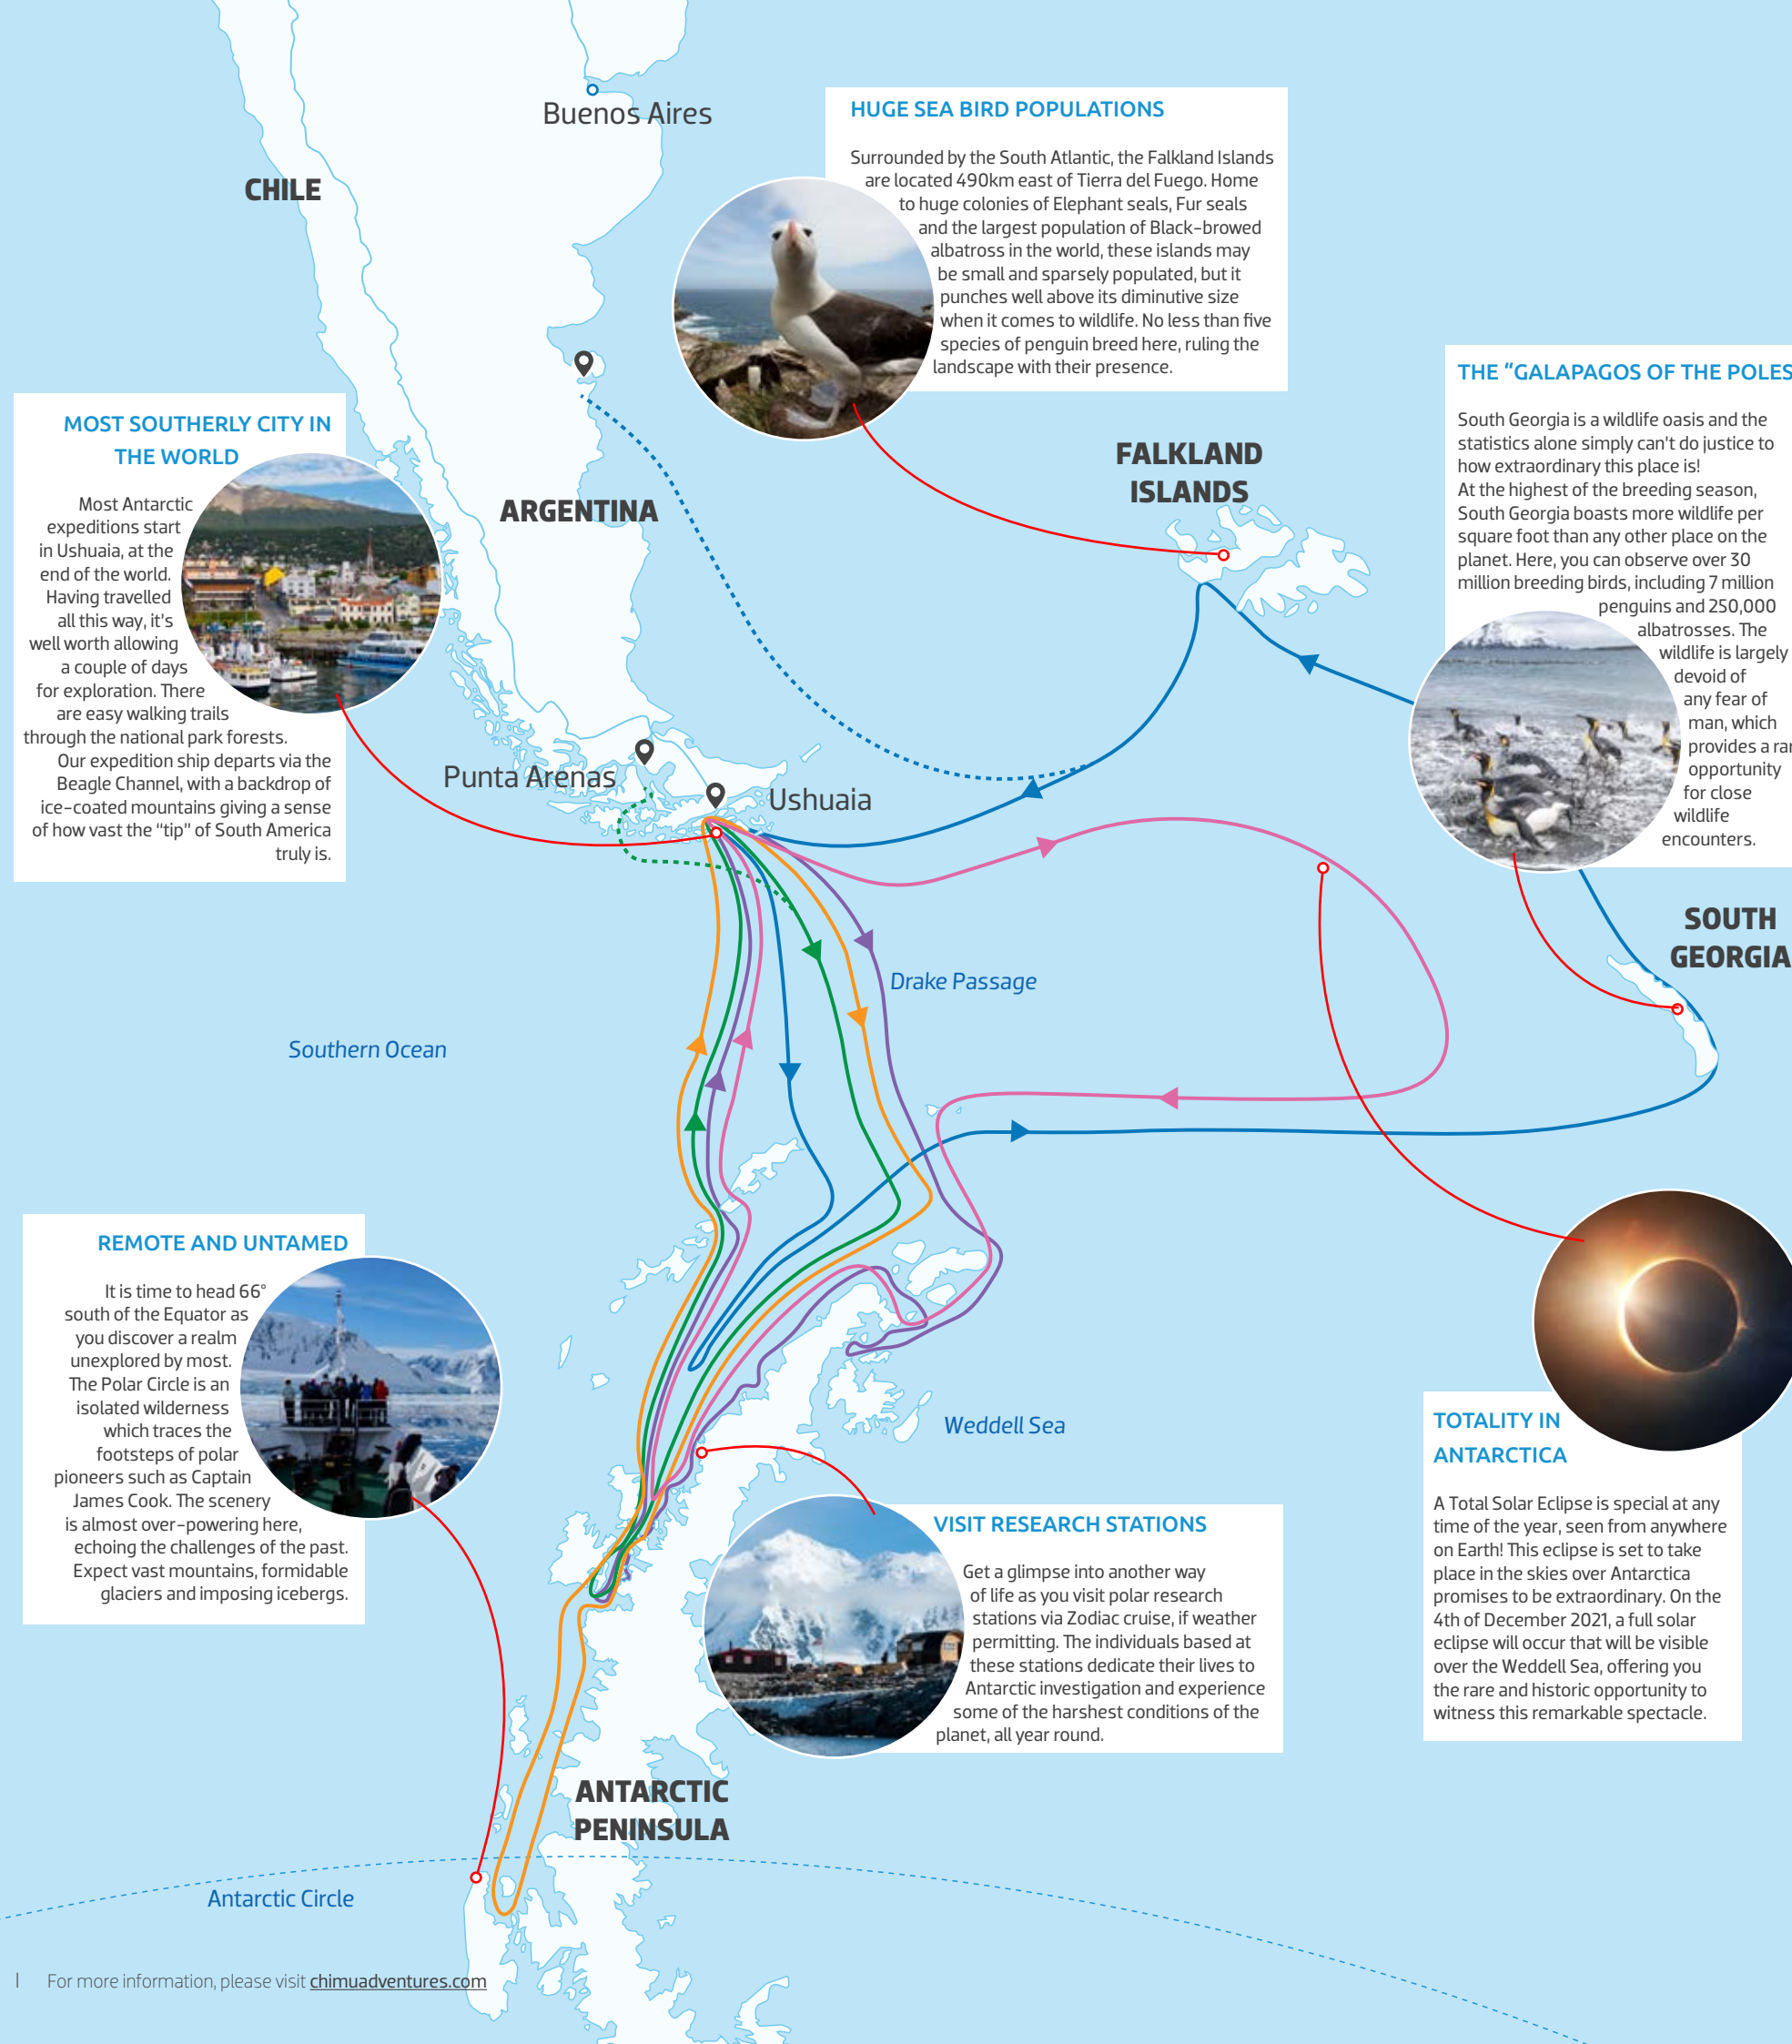 Buenos Aires
CHILE
HUGE SEA BIRD POPULATIONS
Surrounded by the South Atlantic, the Falkland Islands
are located 490km east of Tierra del Fuego. Home
to huge colonies of Elephant seals, Fur seals
and the largest population of Black-browed
albatross in the world, these islands may
be small and sparsely populated, but it
punches well above its diminutive size
when it comes to wildlife. No less than five
species of penguin breed here, ruling the
landscape with their presence.
THE “GALAPAGOS OF THE POLES
South Georgia is a wildlife oasis and the
statistics alone simply can't do justice to
how extraordinary this place is!
At the highest of the breeding season,
South Georgia boasts more wildlife per
square foot than any other place on the
planet. Here, you can observe over 30
million breeding birds, including 7 million
penguins and 250,000
albatrosses. The
wildlife is largely
devoid of
any fear of
man, which
provides a
opportunity
for close
wildlife
encounters.
MOST SOUTHERLY CITY IN
THE WORLD
Most Antarctic
expeditions start
in Ushuaia, at the
end of the world.
Having travelled
all this way, it's
well worth allowing
a couple of days
for exploration. There
are easy walking trails
through the national park forests.
Our expedition ship departs via the
Beagle Channel, with a backdrop of
ice-coated mountains giving a sense
of how vast the “tip” of South America
truly is.
ARGENTINA
FALKLAND
ISLANDS
Punta Arenas
Ushuaia
SOUTH
GEORGIA
Drake Passage
Southern Ocean
REMOTE AND UNTAMED
It is time to head 66°
south of the Equator as
you discover a realm
unexplored by most.
The Polar Circle is an
isolated wilderness
which traces the
footsteps of polar
pioneers such as Captain
James Cook. The scenery
is almost over-powering here,
echoing the challenges of the past.
Expect vast mountains, formidable
glaciers and imposing icebergs.
Weddell Sea
TOTALITY IN
ANTARCTICA
A Total Solar Eclipse is special at any
time of the year, seen from anywhere
on Earth! This eclipse is set to take
place in the skies over Antarctica
promises to be extraordinary. On the
4th of December 2021, a full solar
eclipse will occur that will be visible
over the Weddell Sea, offering you
the rare and historic opportunity to
witness this remarkable spectacle.
VISIT RESEARCH STATIONS
Get a glimpse into another way
of life as you visit polar research
stations via Zodiac cruise, if weather
permitting. The individuals based at
these stations dedicate their lives to
Antarctic investigation and experience
some of the harshest conditions of the
planet, all year round.
ANTARCTIC
PENINSULA
Antarctic Circle
| For more information, please visit chimuadventures.com